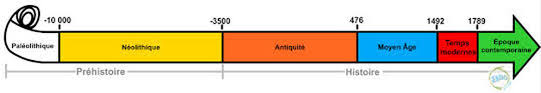 -10 000
-3500
476
1492
1789
Paléolithique
Néolithique
Antiquité
Moyen Âge
Temps
modernes
Époque
contemporaine
Préhistoire
Histoire